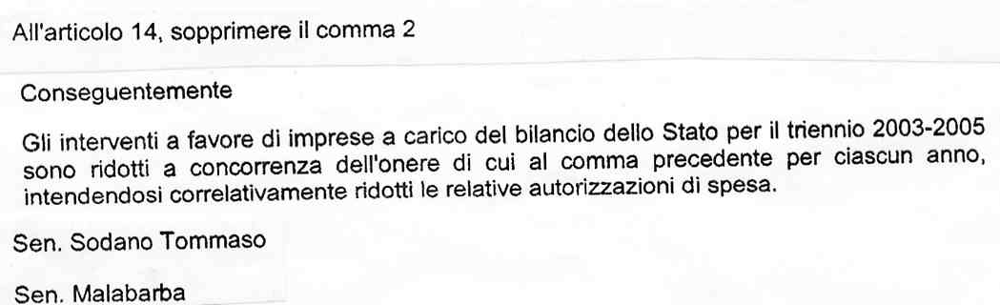 All'articolo 14, sopprimere il comma 2
Conseguentemente
Gli interventi a favore di imprese a carico del bilancio dello Stato per il triennio 2003-2005
sono ridotti a concorrenza dell'onere di cui al comma precedente per ciascun anno,
intendendosi correlativamente ridotti le relative autorizzazioni di spesa.
Sen. Sodano Tommaso
Sen. Malabarba